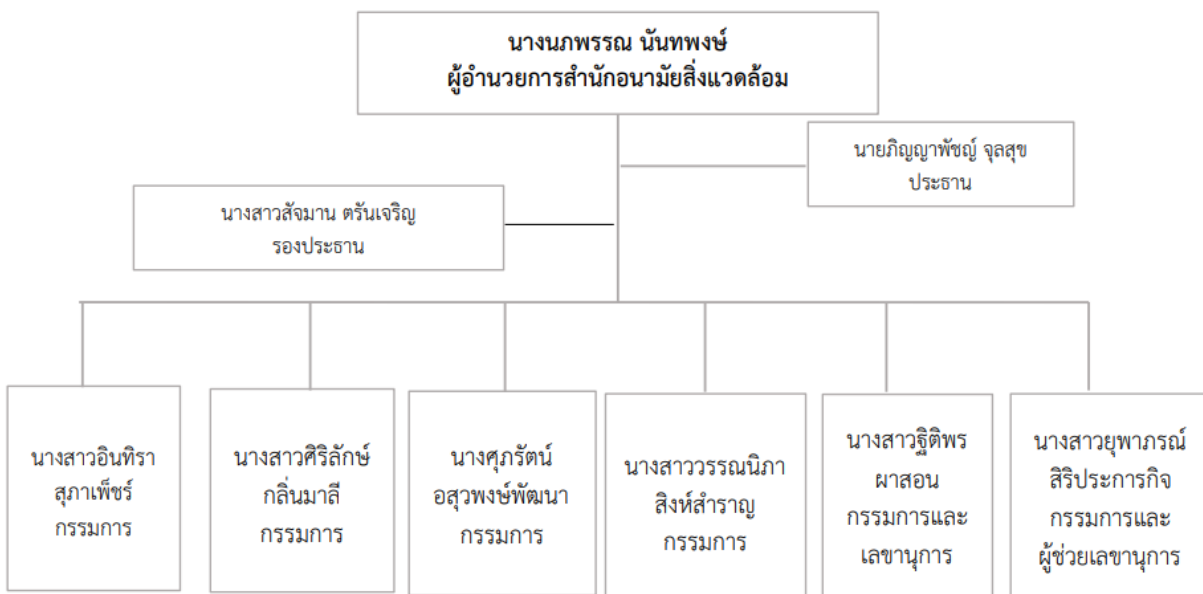 นางนภพรรณ นันทพงษ์
ผู้อำนวยการสำนักอนามัยสิ่งแวดล้อม
นายภิญญาพัชญ์ จุลสุข
ประธาน
นางสาวสัจมาน ตรันเจริญ
รองประธาน
นางสาวอินทิรา
สุภาเพ็ชร์
กรรมการ
นางสาวศิริลักษ์
กลิ่นมาลี
กรรมการ
นางศุภรัตน์
อสุวพงษ์พัฒนา
กรรมการ
นางสาววรรณนิภา
สิงห์สำราญ
กรรมการ
นางสาวฐิติพร
ผาสอน
กรรมการและ
เลขานุการ
นางสาวยุพาภรณ์
สิริประการกิจ
กรรมการและ
ผู้ช่วยเลขานุการ